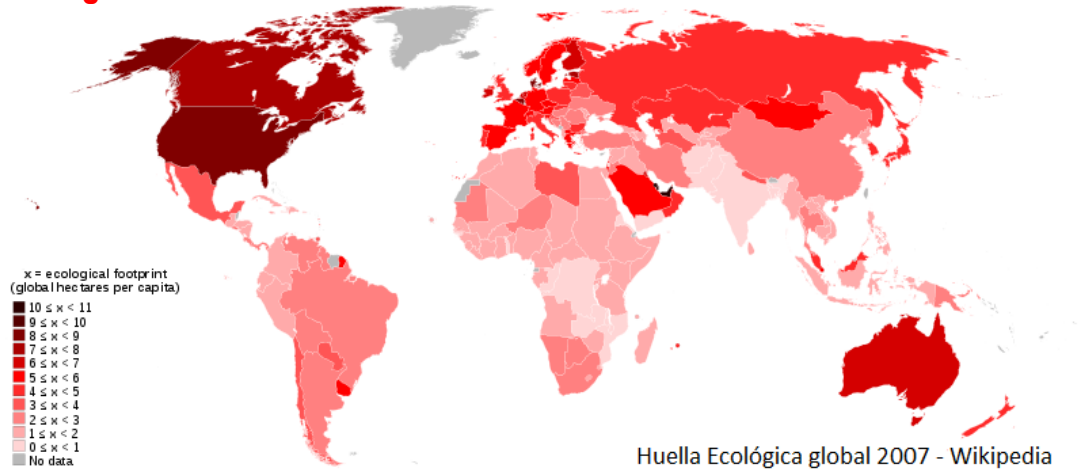 x = ecological footprint
(global hectares per capita)
10 ≤ x < 11
9 ≤ x < 10
8 ≤ x < 9
7 ≤ x < 8
6 ≤ x < 7
5 ≤ x < 6
4 ≤ x < 5
3 ≤ x < 4
2 ≤ x < 3
1 ≤ x < 2
0 ≤ x < 1
No data
Huella Ecológica global 2007 - Wikipedia